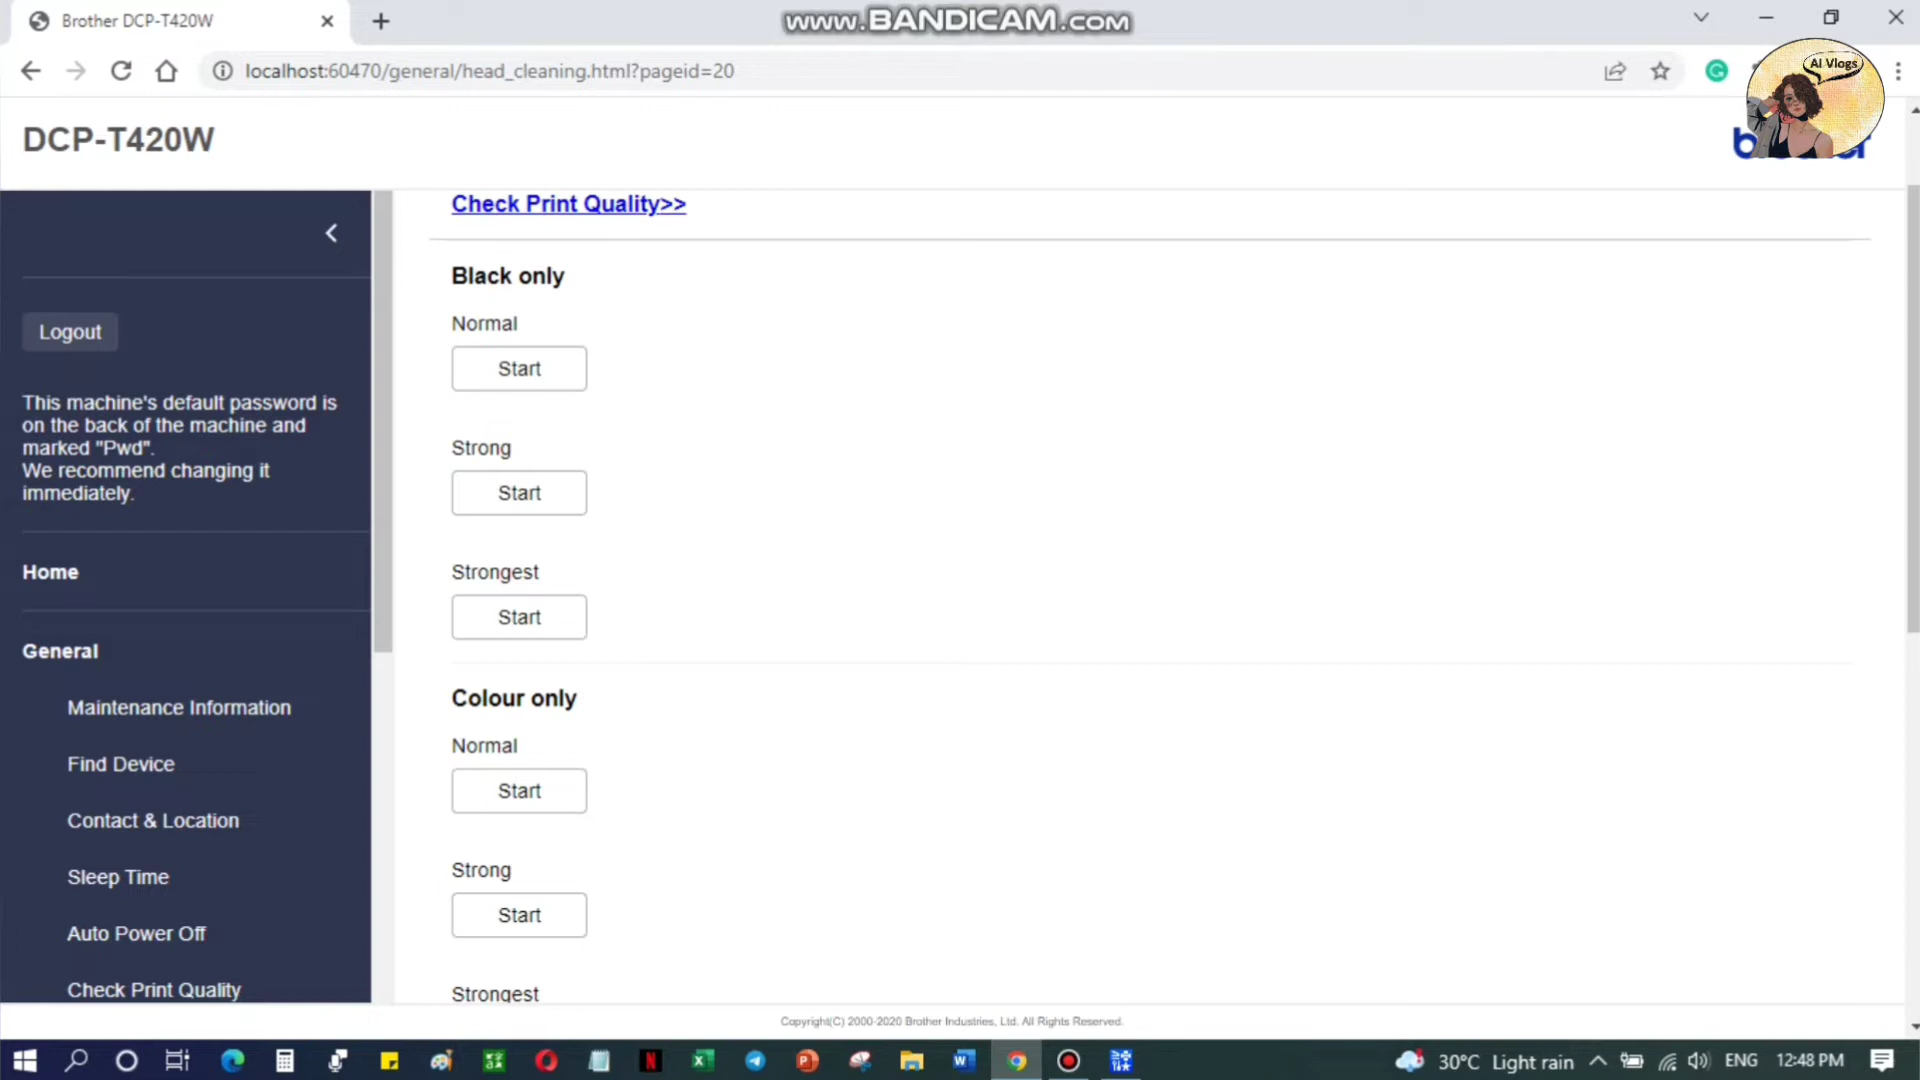 Brother DCP-T420W
www.BANDICAM.com
localhost:60470/general/head_cleaning.html?pageid=20
AI Vlogs
DCP-T420W
Check Print Quality>>
Logout
This machine's default password is
on the back of the machine and
marked "Pwd".
We recommend changing it
immediately.
Home
General
Maintenance Information
Find Device
Contact & Location
Sleep Time
Auto Power Off
Check Print Quality
Black only
Normal
Start
Strong
Start
Strongest
Start
Colour only
Normal
Start
Strong
Start
Strongest
Copyright(C) 2000-2020 Brother Industries, Ltd. All Rights Reserved.
30°C Light rain
ENG
12:48 PM